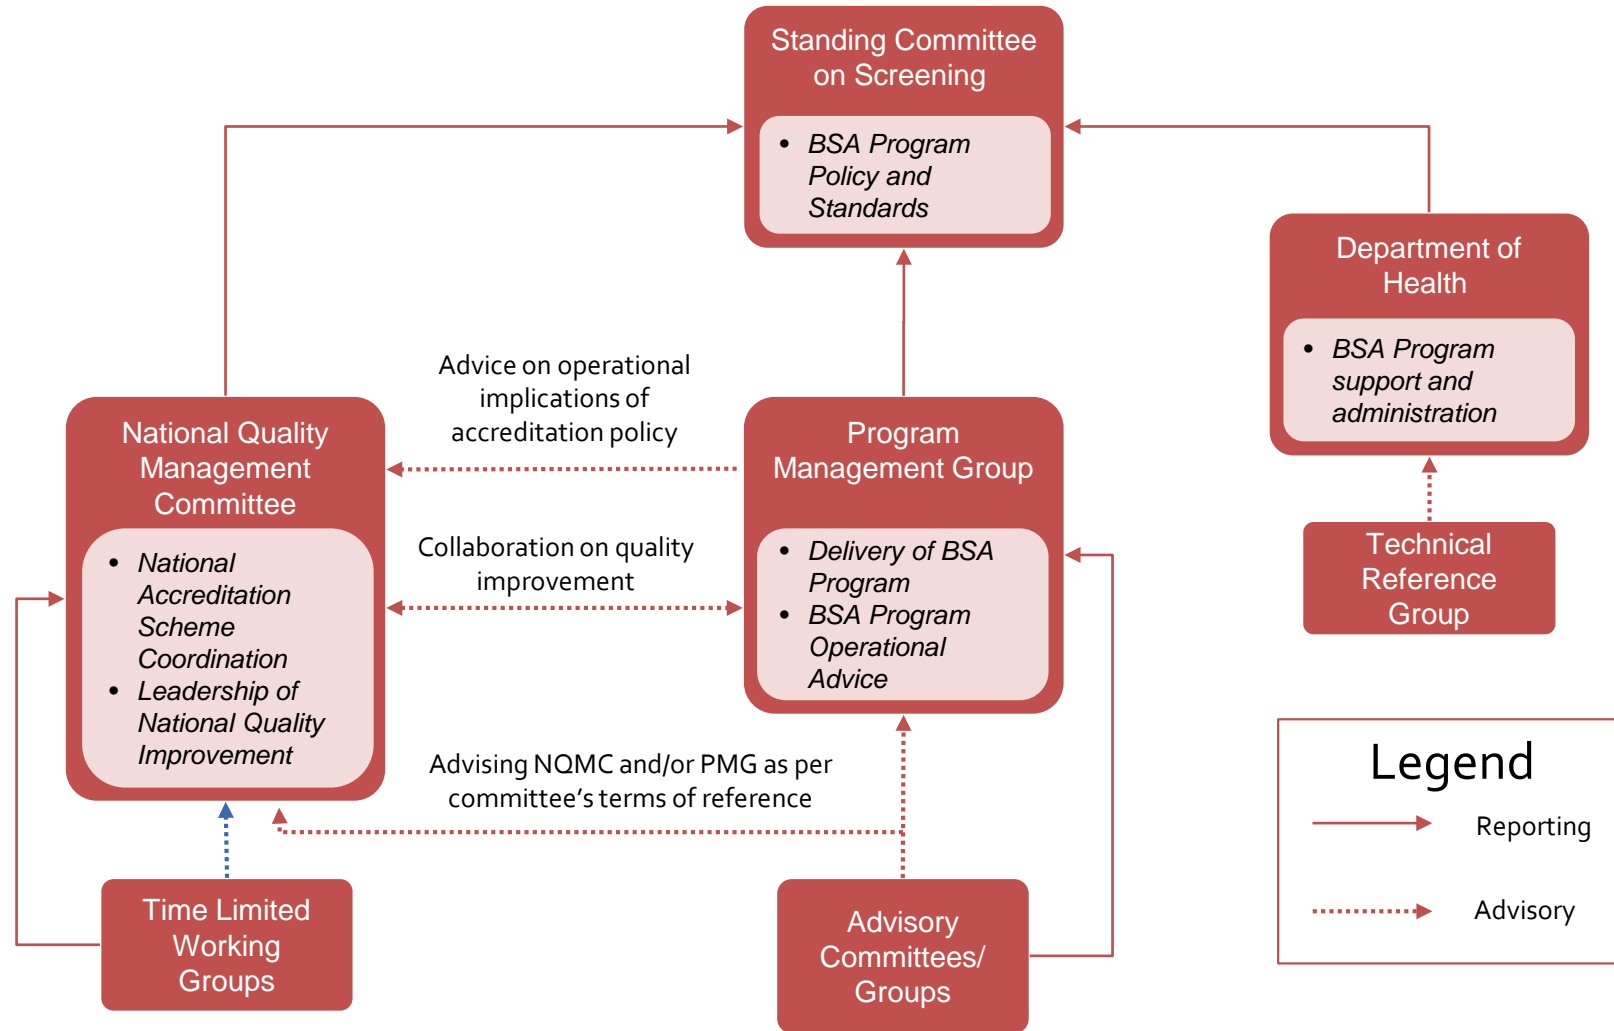 Standing Committee
on Screening
• BSA Program
Policy and
Standards
Department of
Health
• BSA Program
support and
administration
Technical
Reference
Group
Advice on operational
implications of
accreditation policy
National Quality
Management
Committee
• National
Accreditation
Scheme
Coordination
• Leadership of
National Quality
Improvement
Collaboration on quality
improvement
Program
Management Group
• Delivery of BSA
Program
• BSA Program
Operational
Advice
Advising NQMC and/or PMG as per
committee’s terms of reference
Time Limited
Working
Groups
Advisory
Committees/
Groups
Legend
Reporting
Advisory